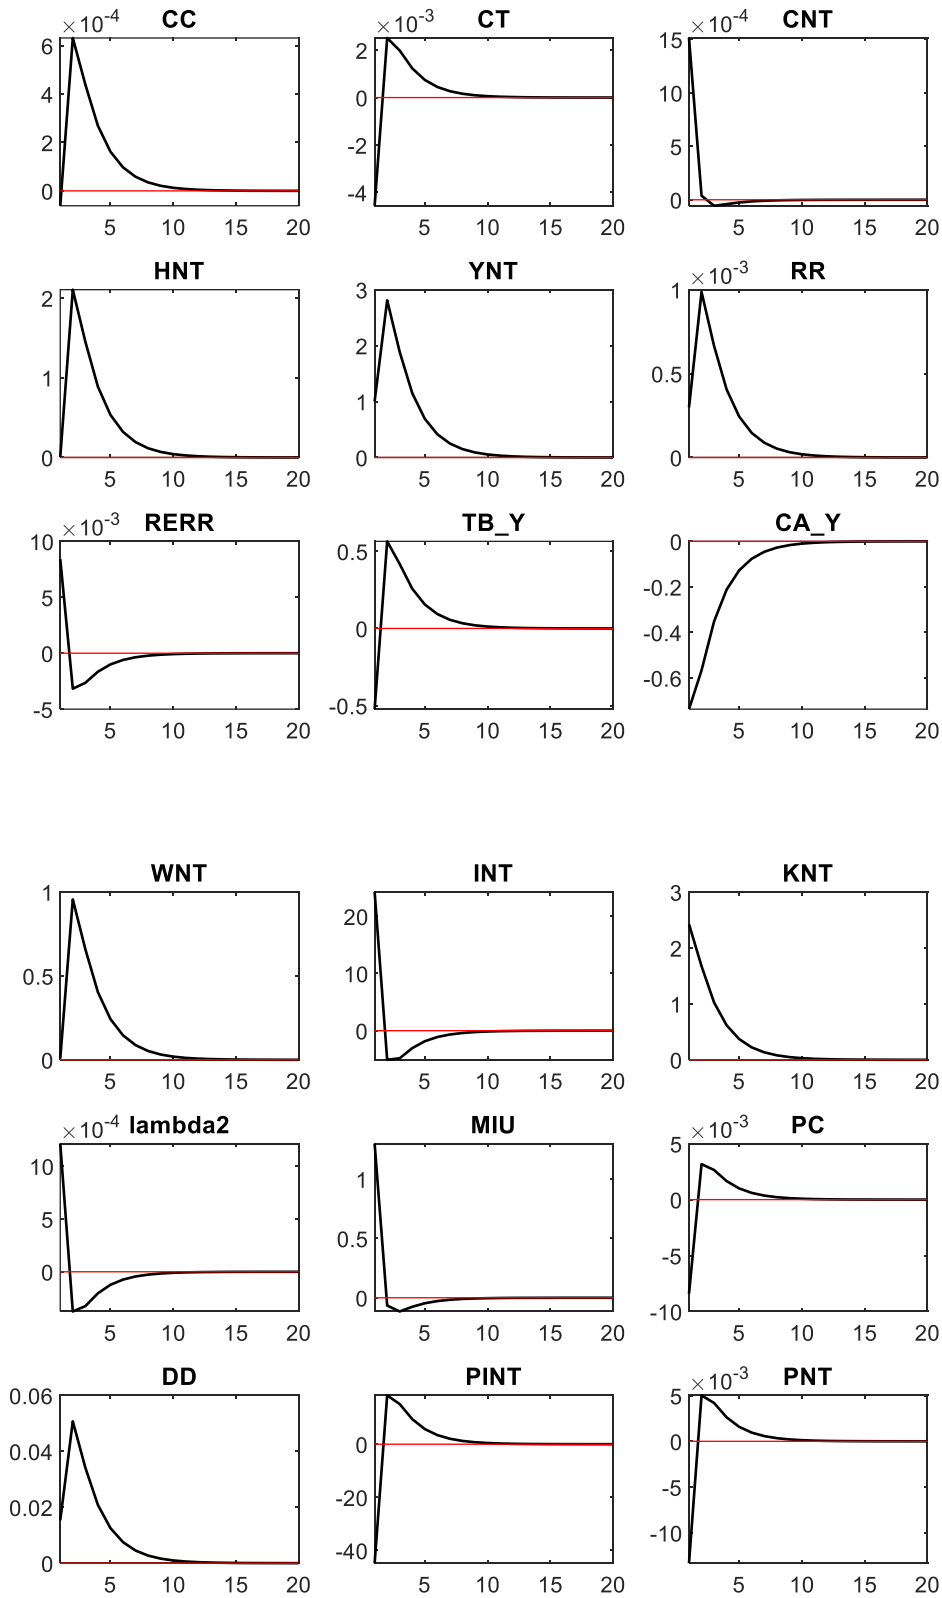 CC CT CNT
×10⁻⁴ ×10⁻³ ×10⁻⁴
6 2 15
4 0 10
2 -2 5
0 -4 0
5 10 15 20 5 10 15 20 5 10 15 20
HNT YNT RR
×10⁻³
2 3 1
2
1 1 0.5
0 0 0
5 10 15 20 5 10 15 20 5 10 15 20
RERR TB_Y CA_Y
×10⁻³
10 0.5 0
5 -0.2
0 0 -0.4
-0.6
-5 -0.5
5 10 15 20 5 10 15 20 5 10 15 20
WNT INT KNT
1 20 3
2
0.5 10 1
0 0 0
5 10 15 20 5 10 15 20 5 10 15 20
lambda2 MIU PC
×10⁻⁴ ×10⁻³
10 1 5
5 0.5 0
0 0 -5
-10
5 10 15 20 5 10 15 20 5 10 15 20
DD PINT PNT
×10⁻³
0.06 0 5
0.04 0
0.02 -20 -5
0 -40 -10
5 10 15 20 5 10 15 20 5 10 15 20